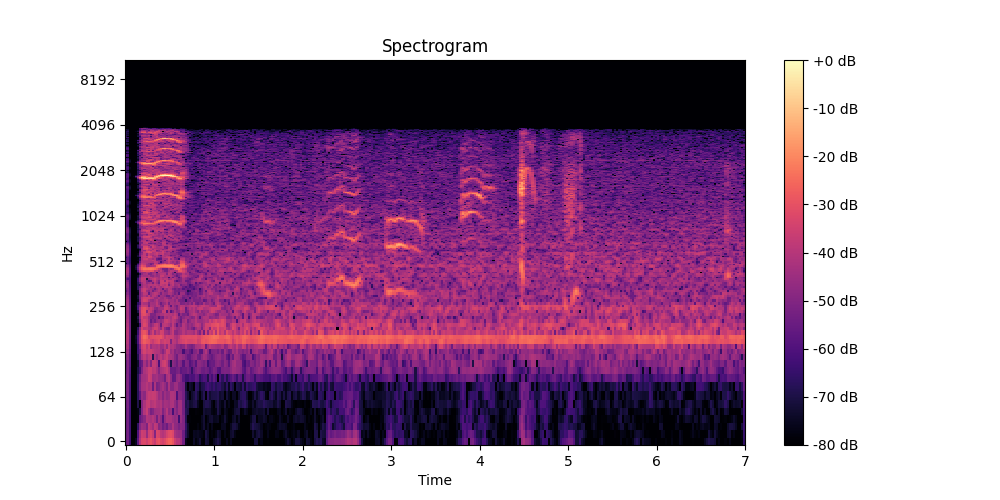 Spectrogram
8192
4096
2048
1024
512
256
128
64
0
Hz
0 1 2 3 4 5 6 7
Time
+0 dB
-10 dB
-20 dB
-30 dB
-40 dB
-50 dB
-60 dB
-70 dB
-80 dB